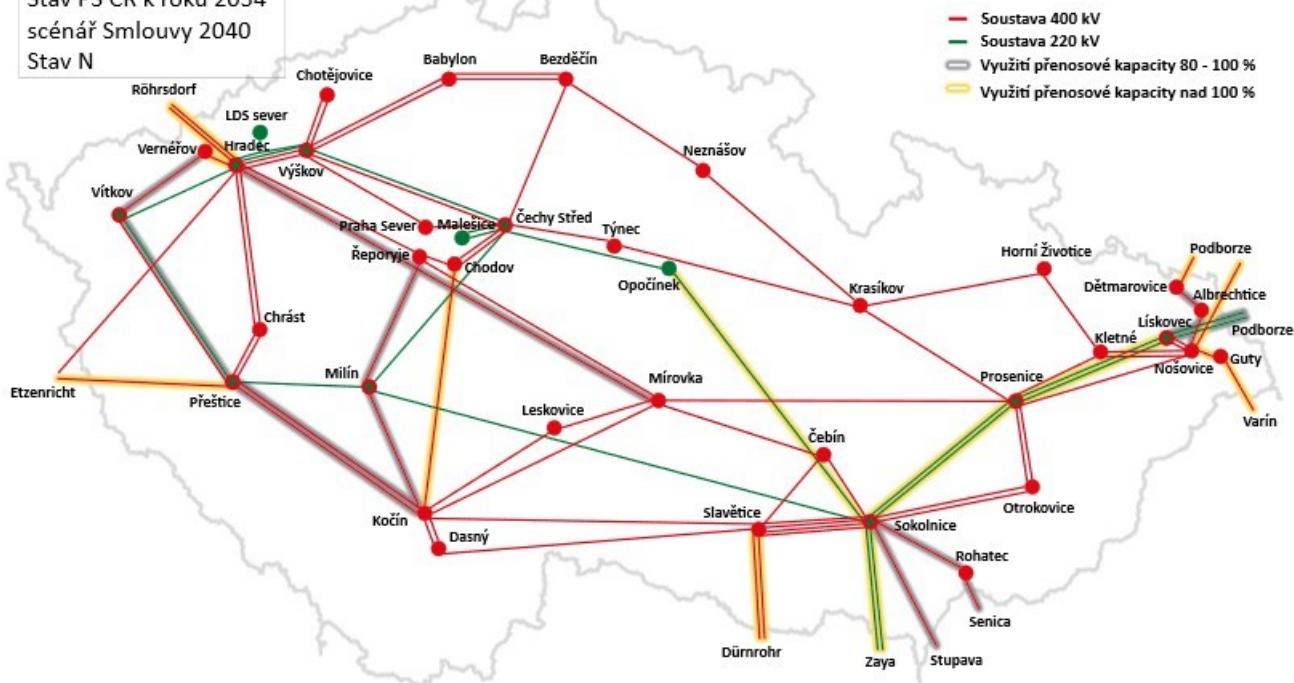 Stav PS ČR k roku 2034
scénář Smlouvy 2040
Stav N
Soustava 400 kV
Soustava 220 kV
Využití přenosové kapacity 80 - 100 %
Využití přenosové kapacity nad 100 %
Röhrsdorf
Chotějovice
Babylon
Bezděčín
LDS sever
Vernéřov
Hradec
Výškov
Neznášov
Vítkov
Praha Sever
Malešice
Čechy Střed
Týnec
Řeporyje
Chodov
Opočínek
Horní Životice
Podborze
Dětmarovice
Albrechtice
Krasíkov
Lískovec
Podborze
Kletné
Nošovice
Guty
Chrást
Etzenricht
Přeštice
Milín
Mírovka
Prosenice
Varín
Leskovice
Čebín
Kočín
Dasný
Slavětice
Sokolnice
Otrokovice
Rohatec
Senica
Dürnrohr
Zaya
Stupava